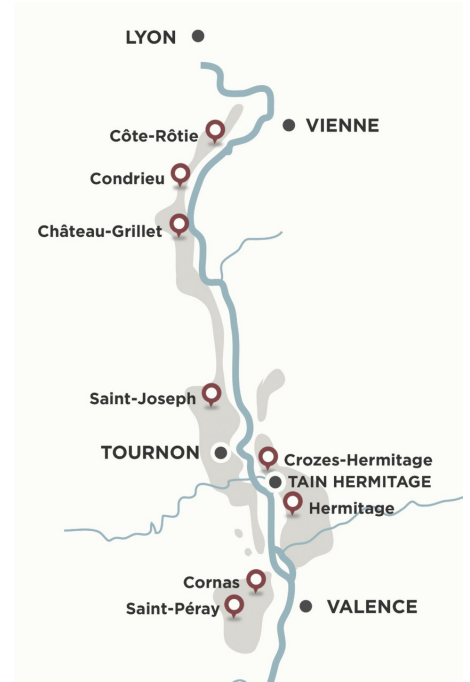 LYON
VIENNE
Côte-Rôtie
Condrieu
Château-Grillet
Saint-Joseph
TOURNON
Crozes-Hermitage
TAIN HERMITAGE
Hermitage
Cornas
Saint-Péray
VALENCE